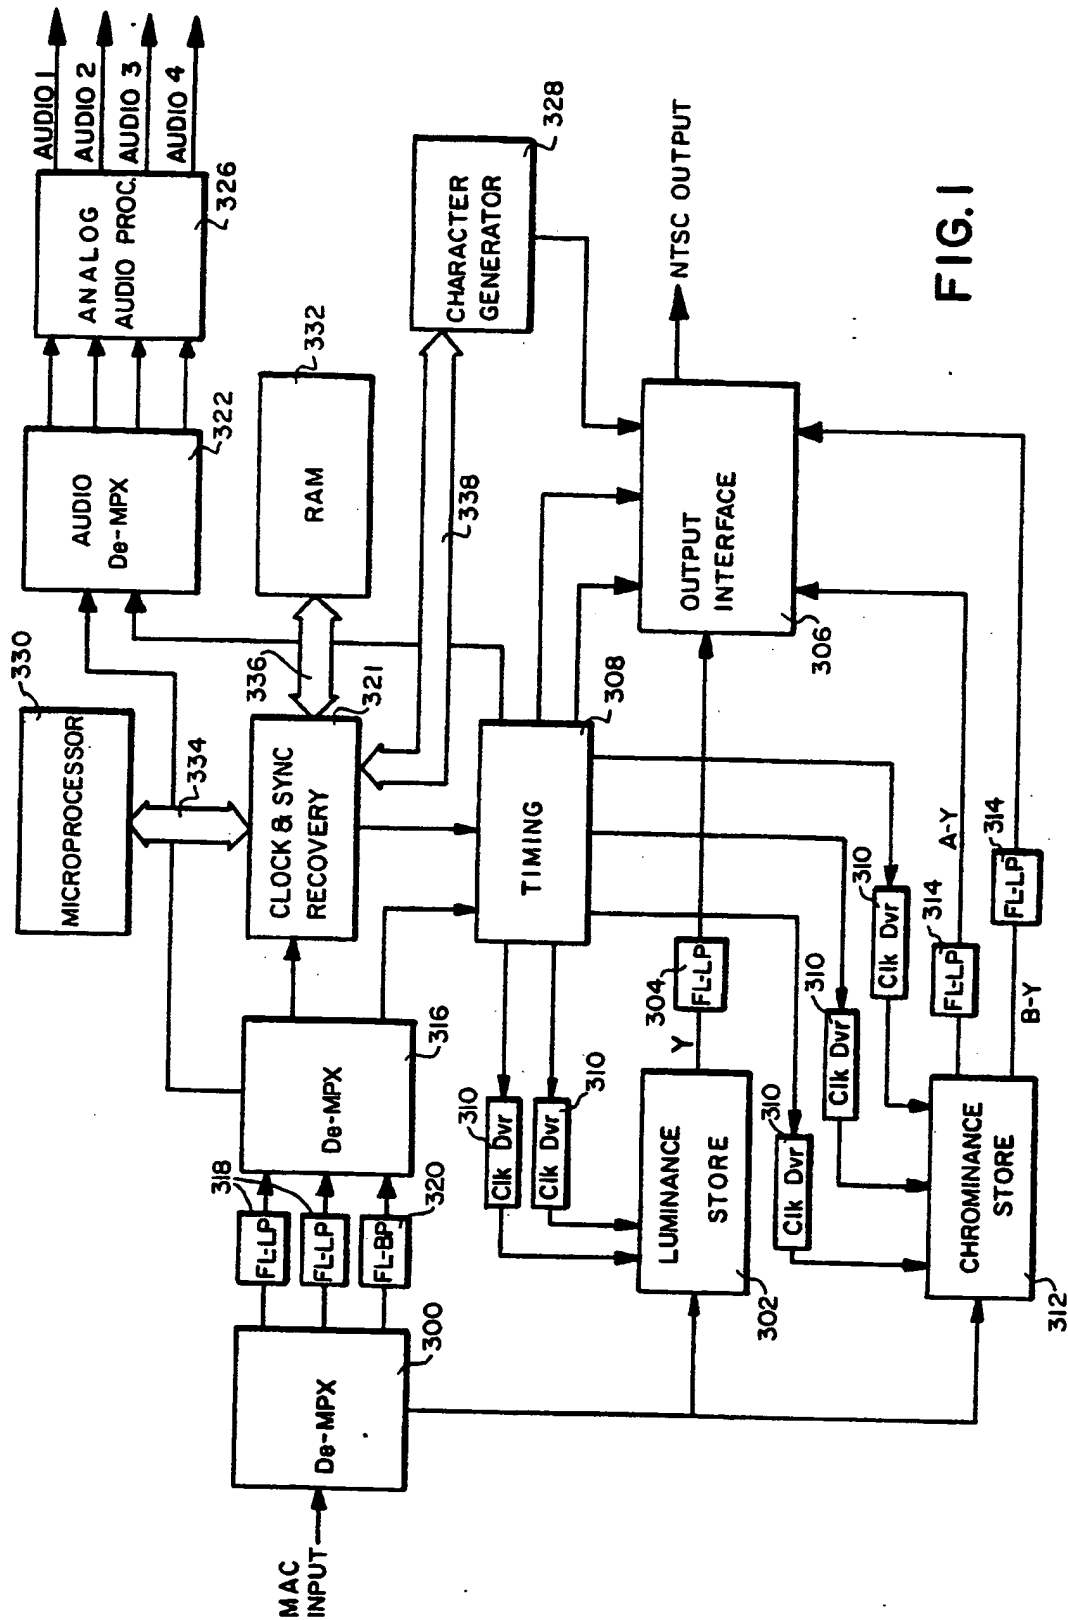 MAC
INPUT
De-MPX
300
FL-LP
FL-LP
318
FL-BP
320
De-MPX
316
MICROPROCESSOR
330
334
CLOCK & SYNC
RECOVERY
321
336
RAM
332
338
AUDIO
De-MPX
322
ANALOG
AUDIO PROC.
326
AUDIO 1
AUDIO 2
AUDIO 3
AUDIO 4
CHARACTER
GENERATOR
328
TIMING
308
Clk Dvr
310
Clk Dvr
310
LUMINANCE
STORE
302
Y
FL-LP
304
OUTPUT
INTERFACE
306
NTSC OUTPUT
Clk Dvr
310
Clk Dvr
310
Clk Dvr
310
CHROMINANCE
STORE
312
FL-LP
314
A-Y
B-Y
FL-LP
314
FIG. 1